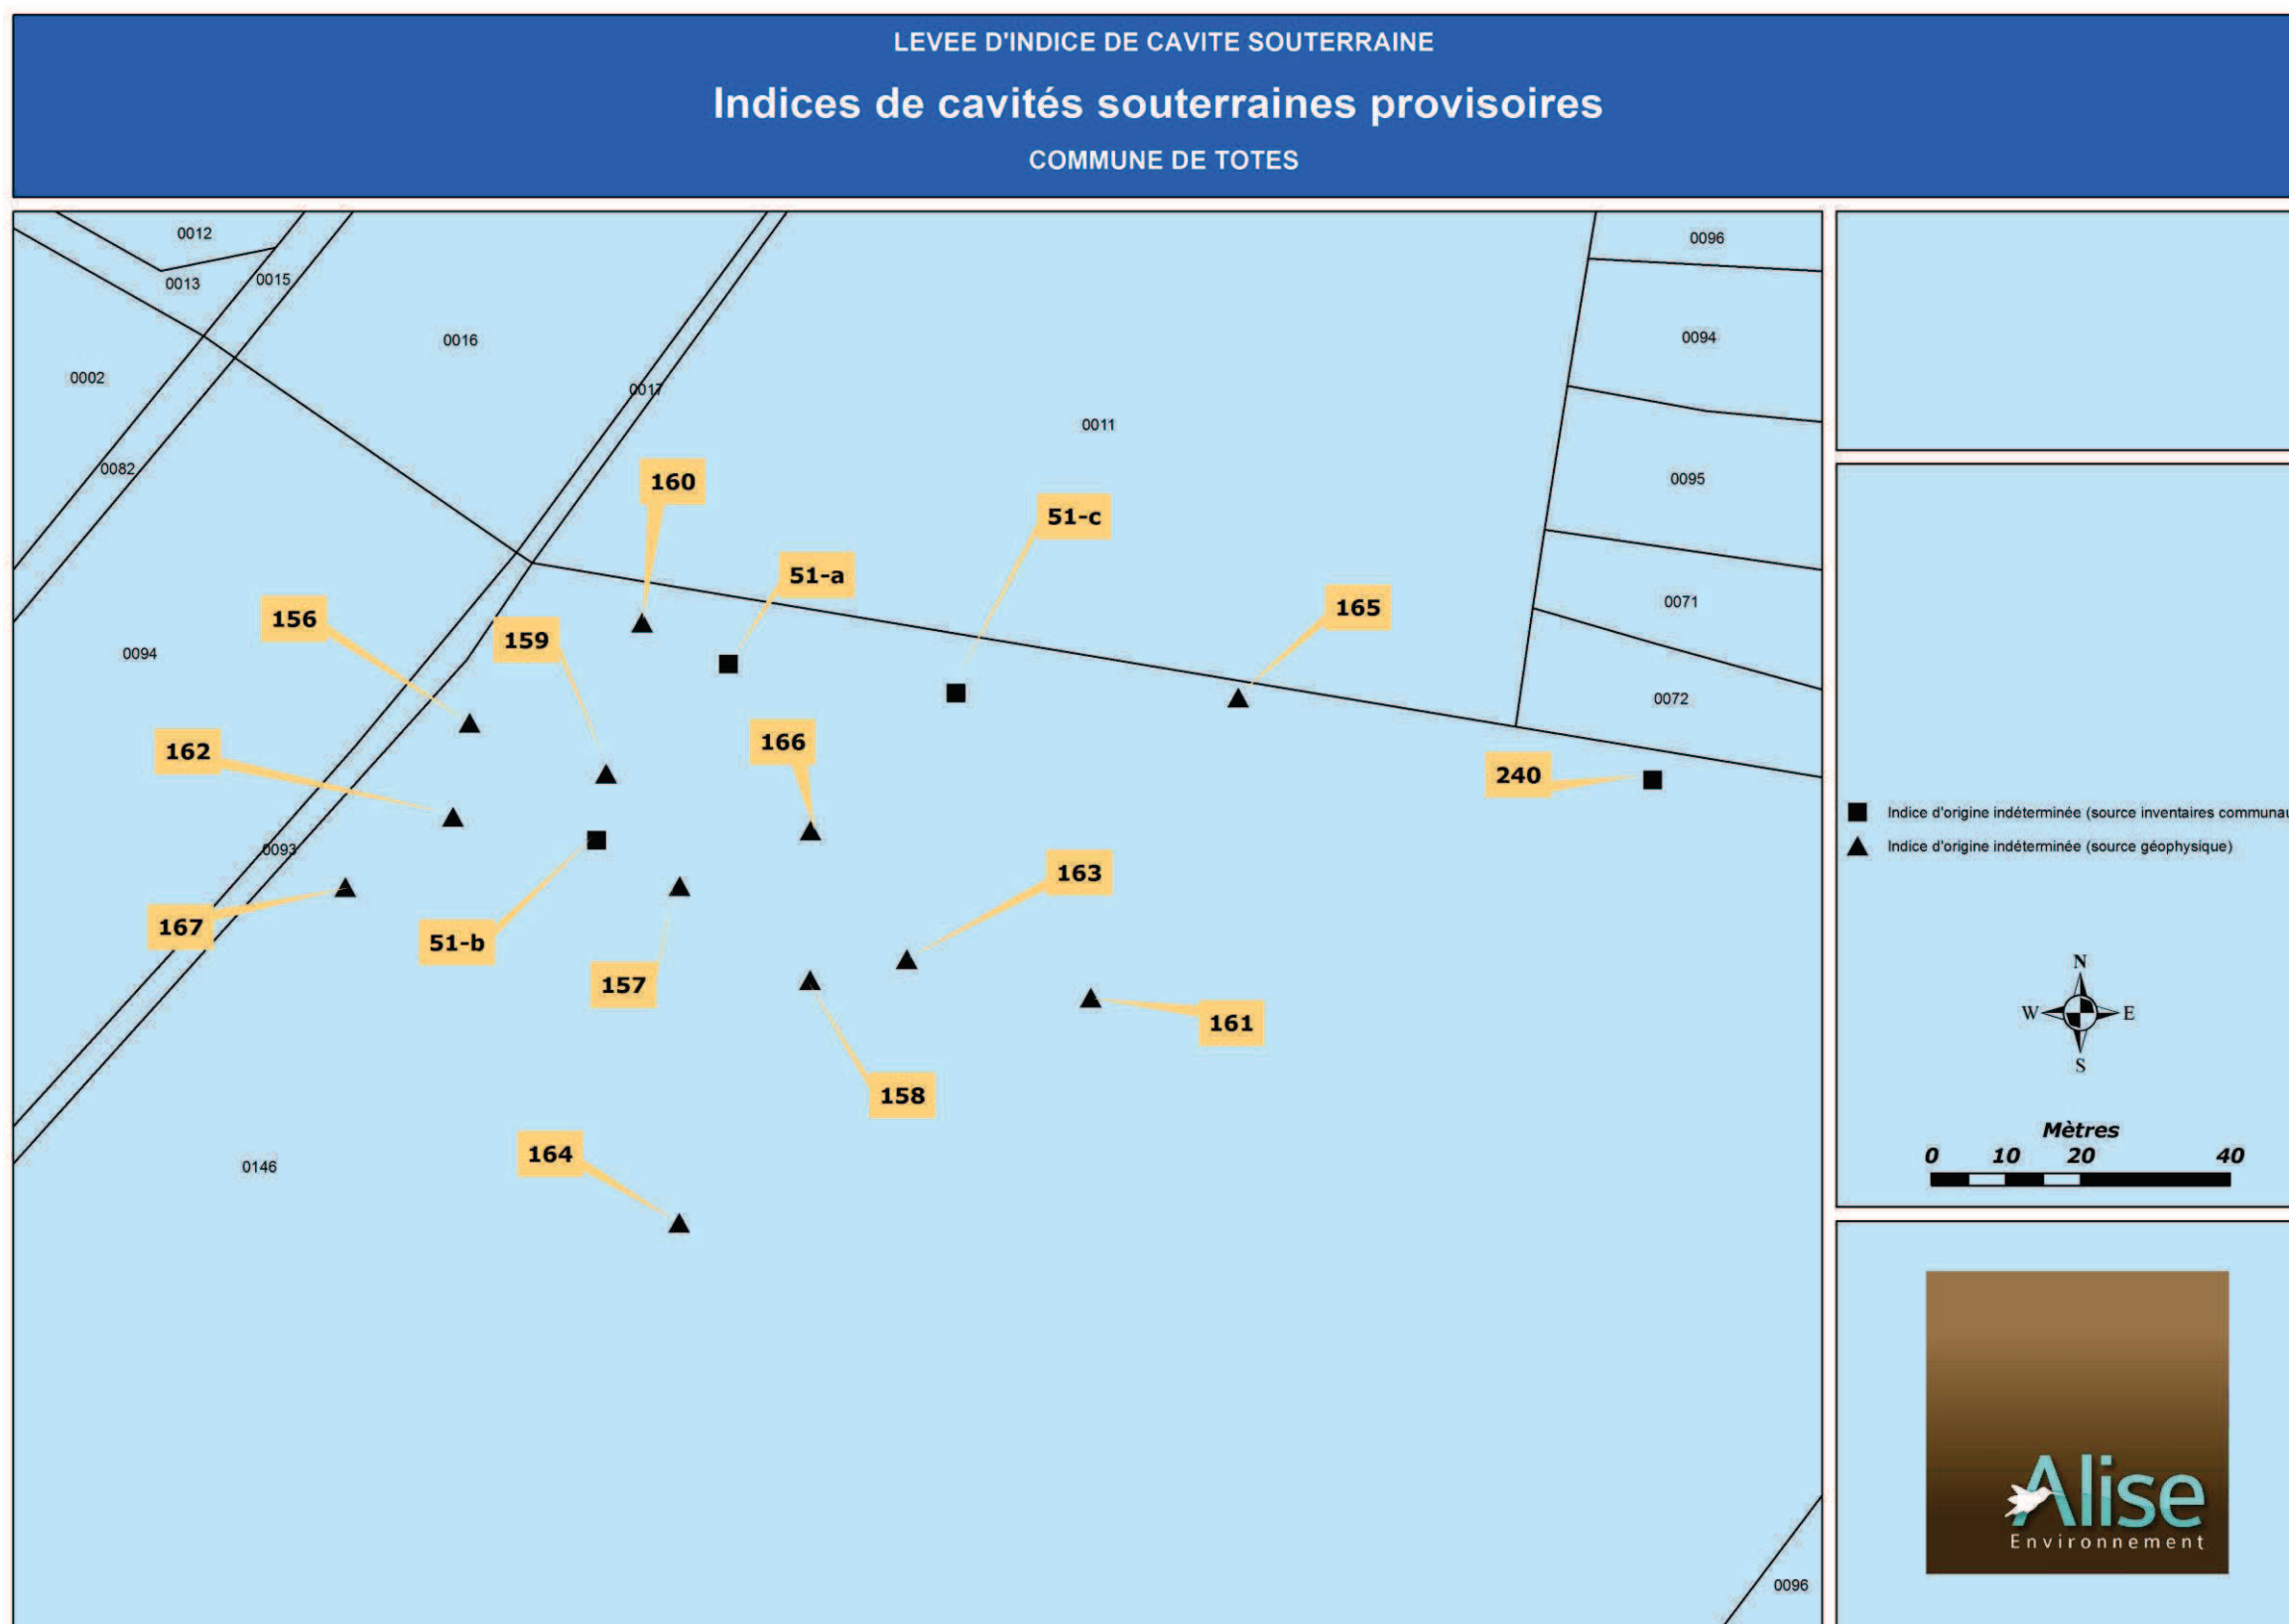 LEVEE D'INDICE DE CAVITE SOUTERRAINE
Indices de cavités souterraines provisoires
COMMUNE DE TOTES
0012
0096
0013
0015
0094
0016
0002
0017
0011
0082
0095
160
51-c
51-a
0071
165
156
159
0094
0072
166
162
240
Indice d'origine indéterminée (source inventaires communau
Indice d'origine indéterminée (source géophysique)
0093
163
167
51-b
N
157
W E
161
S
158
Mètres
0 10 20 40
164
0146
Alise
Environnement
0096